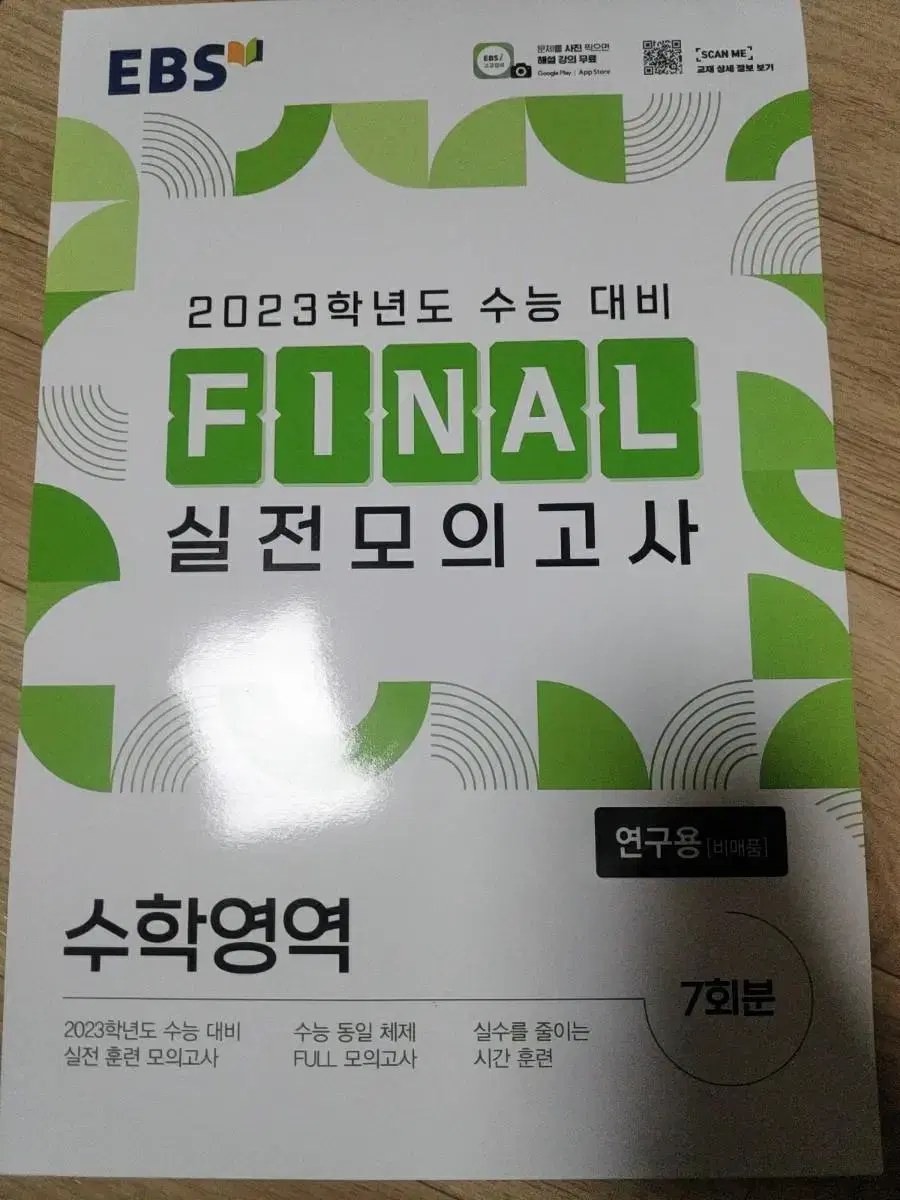 EBS
문제를 사진 찍으면
해설 강의 무료
Google Play | App Store
SCAN ME
교재 상세 정보 보기
2023학년도 수능 대비
FINAL
실전모의고사
연구용 [비매품]
수학영역
7회분
2023학년도 수능 대비
실전 훈련 모의고사
수능 동일 체제
FULL 모의고사
실수를 줄이는
시간 훈련